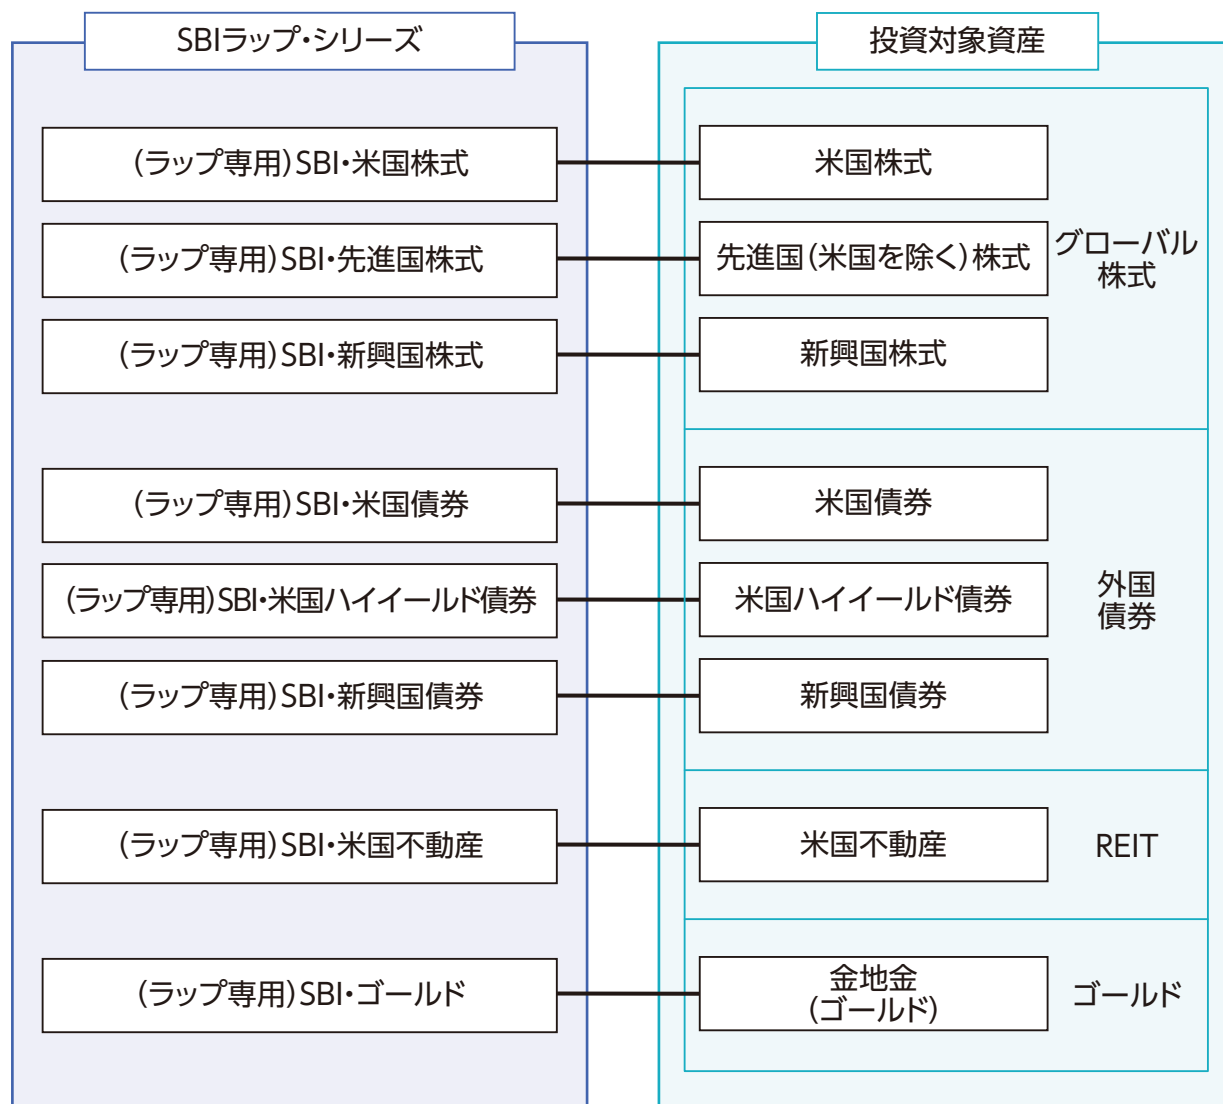 SBIラップ・シリーズ
投資対象資産
(ラップ専用)SBI・米国株式
米国株式
(ラップ専用)SBI・先進国株式
先進国(米国を除く)株式
グローバル
株式
(ラップ専用)SBI・新興国株式
新興国株式
(ラップ専用)SBI・米国債券
米国債券
(ラップ専用)SBI・米国ハイイールド債券
米国ハイイールド債券
外国
債券
(ラップ専用)SBI・新興国債券
新興国債券
(ラップ専用)SBI・米国不動産
米国不動産
REIT
(ラップ専用)SBI・ゴールド
金地金
(ゴールド)
ゴールド